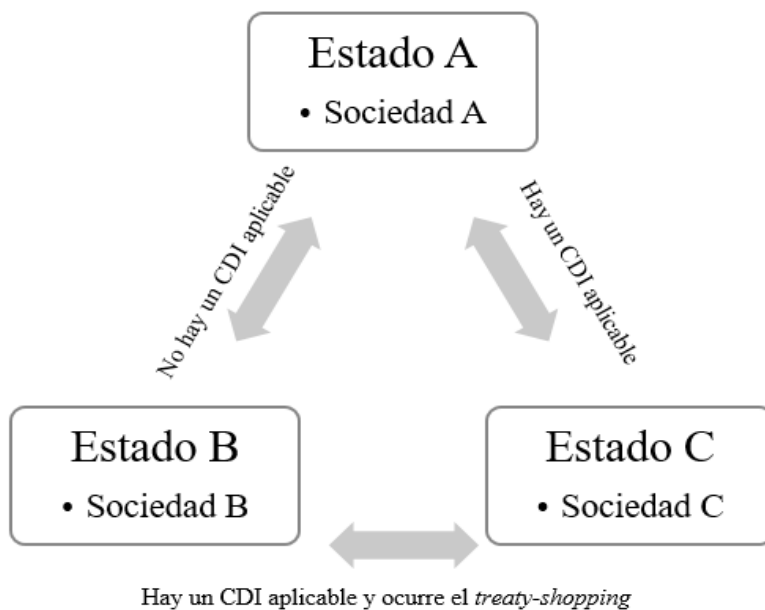 Estado A
• Sociedad A
No hay un CDI aplicable
Hay un CDI aplicable
Estado B
• Sociedad B
Estado C
• Sociedad C
Hay un CDI aplicable y ocurre el treaty-shopping